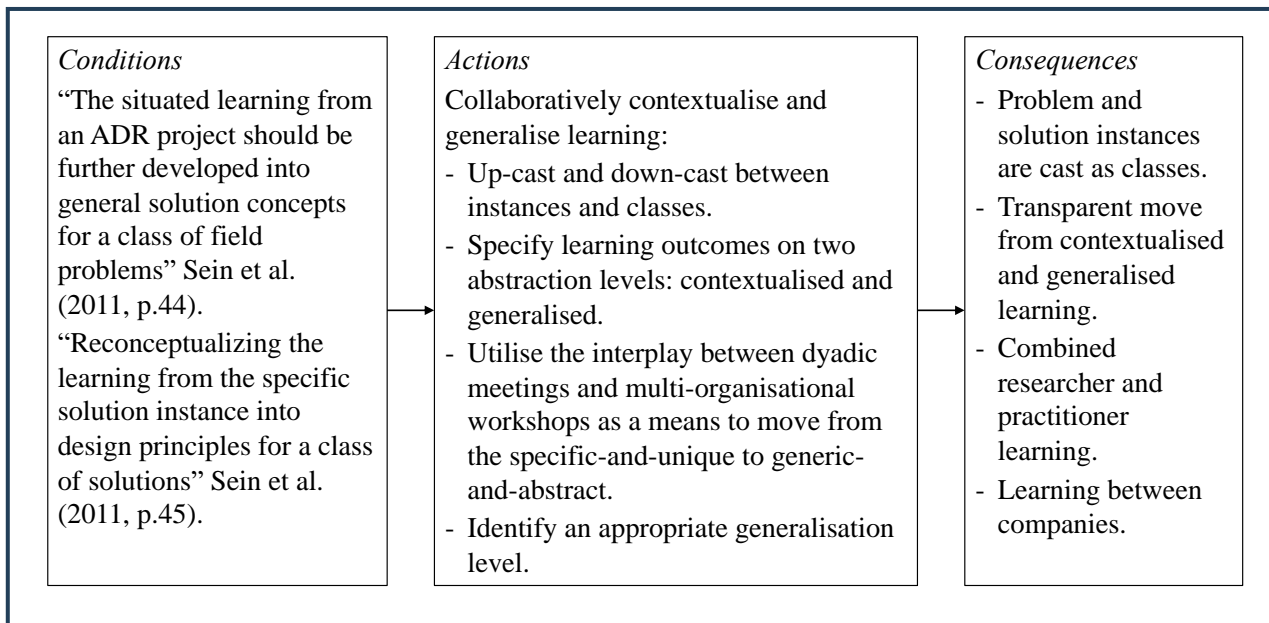 Conditions
“The situated learning from
an ADR project should be
further developed into
general solution concepts
for a class of field
problems” Sein et al.
(2011, p.44).
“Reconceptualizing the
learning from the specific
solution instance into
design principles for a class
of solutions” Sein et al.
(2011, p.45).
Actions
Collaboratively contextualise and
generalise learning:
- Up-cast and down-cast between
instances and classes.
- Specify learning outcomes on two
abstraction levels: contextualised and
generalised.
- Utilise the interplay between dyadic
meetings and multi-organisational
workshops as a means to move from
the specific-and-unique to generic-
and-abstract.
- Identify an appropriate generalisation
level.
Consequences
- Problem and
solution instances
are cast as classes.
- Transparent move
from contextualised
and generalised
learning.
- Combined
researcher and
practitioner
learning.
- Learning between
companies.